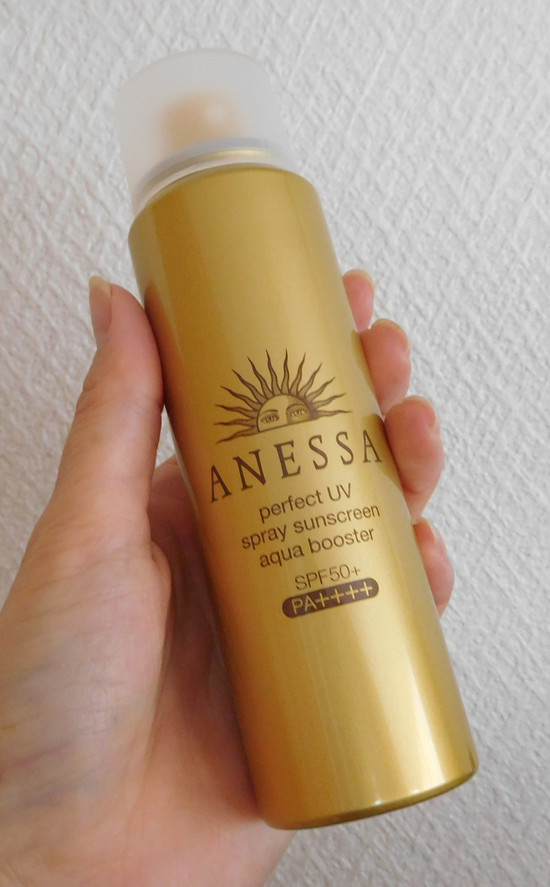 ANESSA
perfect UV
spray sunscreen
aqua booster
SPF50+
PA++++